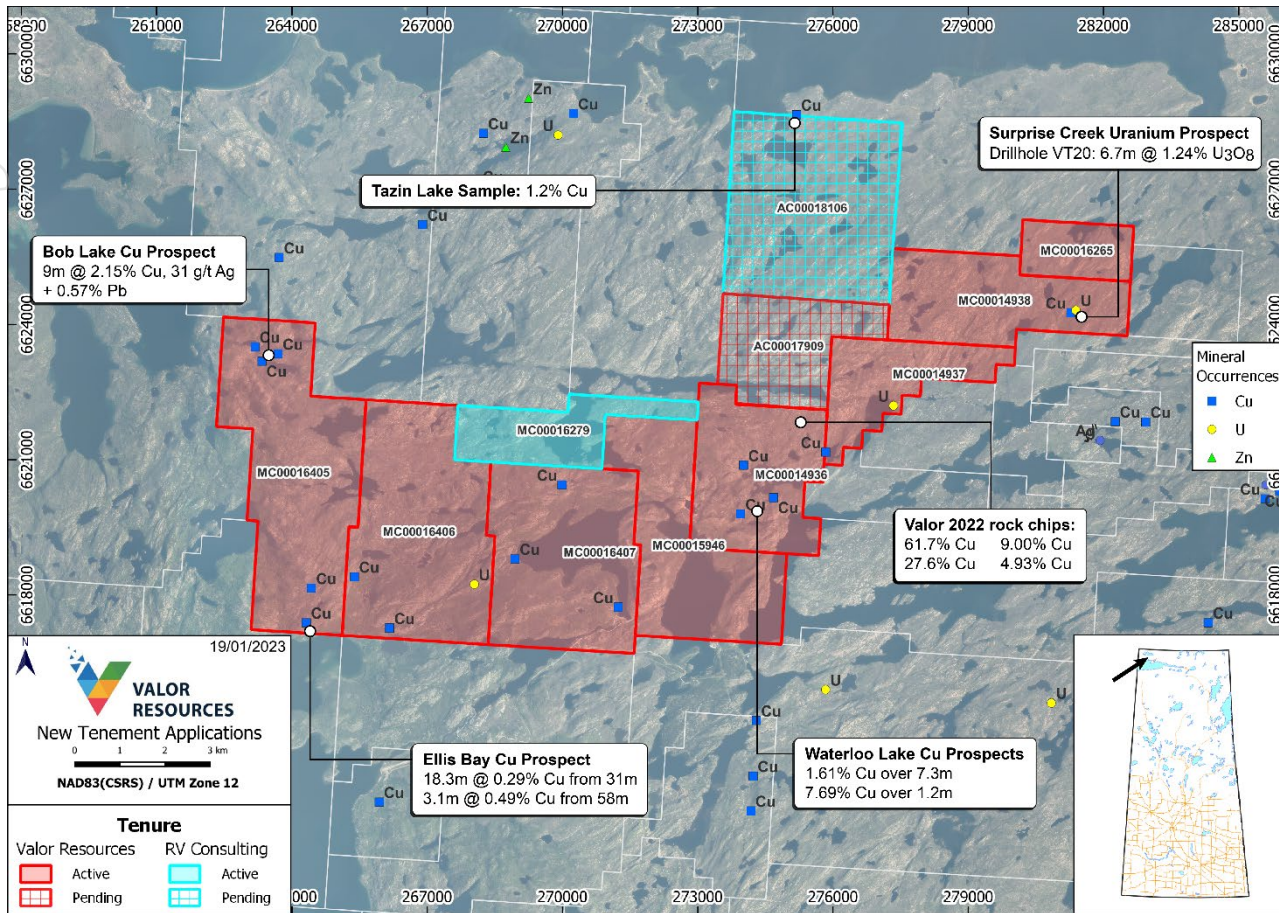 261000
264000
267000
270000
273000
276000
279000
282000
285000
6630000
6630000
Zn
Cu
Cu
U
Zn
Cu
Surprise Creek Uranium Prospect
Drillhole VT20: 6.7m @ 1.24% U₃O₈
6627000
6627000
Tazin Lake Sample: 1.2% Cu
AC00018106
Cu
Bob Lake Cu Prospect
9m @ 2.15% Cu, 31 g/t Ag
+ 0.57% Pb
Cu
MC00016265
MC00014938
Cu
U
6624000
6624000
AC00017909
Cu
Cu
Cu
MC00014937
U
Mineral
Occurrences
Cu
U
Zn
MC00016279
Cu
Cu
6621000
MC00016405
Cu
Cu
MC00014936
Cu
Cu
Cu
MC00016406
MC00016407
MC00015946
Valor 2022 rock chips:
61.7% Cu 9.00% Cu
27.6% Cu 4.93% Cu
Cu
Cu
Cu
U
Cu
6618000
6618000
Cu
Cu
Cu
N
19/01/2023
VALOR
RESOURCES
New Tenement Applications
0 1 2 3 km
NAD83(CSRS) / UTM Zone 12
U
U
Cu
Ellis Bay Cu Prospect
18.3m @ 0.29% Cu from 31m
3.1m @ 0.49% Cu from 58m
Waterloo Lake Cu Prospects
1.61% Cu over 7.3m
7.69% Cu over 1.2m
Cu
Cu
Cu
Tenure
Valor Resources RV Consulting
Active Active
Pending Pending
267000
270000
273000
276000
279000